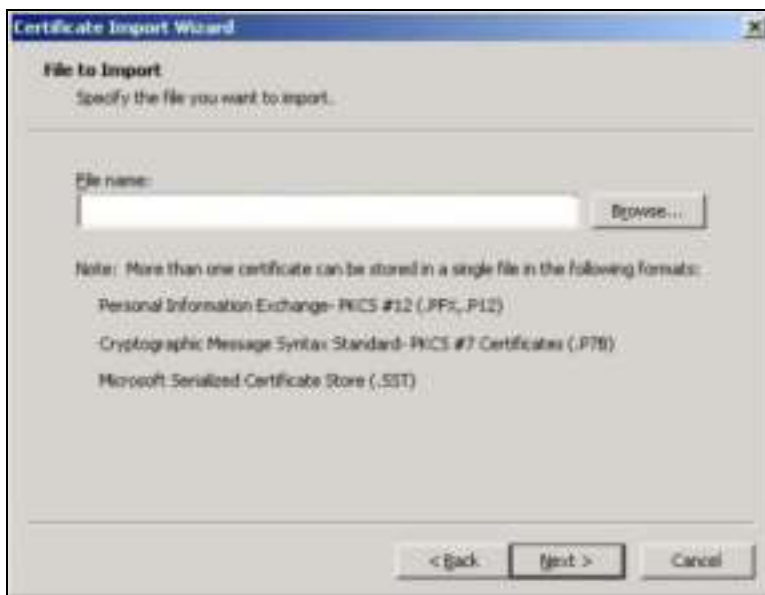 Certificate Import Wizard
File to Import
Specify the file you want to import.
File name:
Browse...
Note: More than one certificate can be stored in a single file in the following formats:
Personal Information Exchange- PKCS #12 (.PFX,.P12)
Cryptographic Message Syntax Standard- PKCS #7 Certificates (.P7B)
Microsoft Serialized Certificate Store (.SST)
< Back
Next >
Cancel